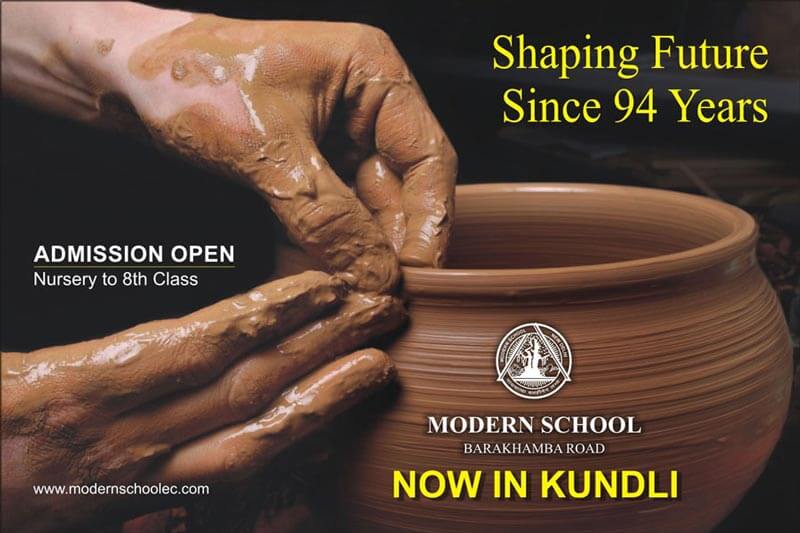 Shaping Future
Since 94 Years
ADMISSION OPEN
Nursery to 8th Class
MODERN SCHOOL
BARAKHAMBA ROAD
NOW IN KUNDLI
www.modernschoolec.com